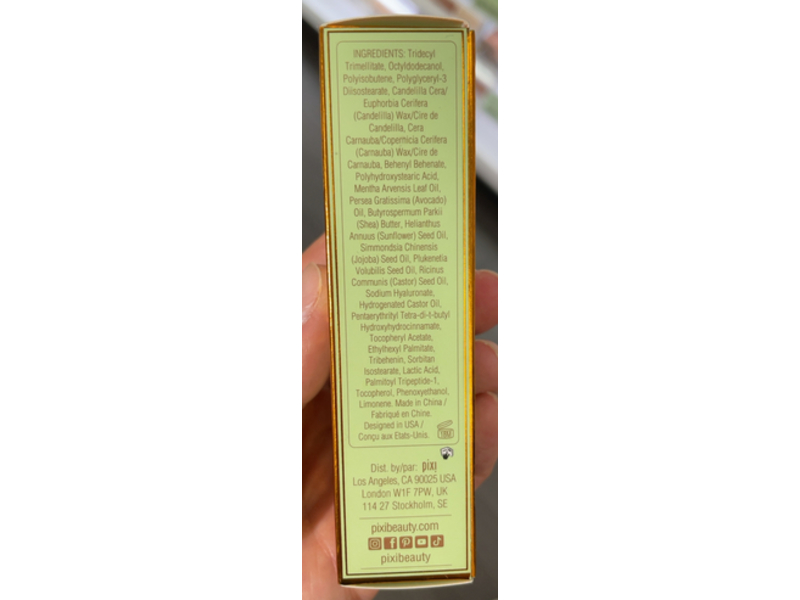 INGREDIENTS: Tridecyl
Trimellitate, Octyldodecanol,
Polyisobutene, Polyglyceryl-3
Diisostearate, Candelilla Cera/
Euphorbia Cerifera
(Candelilla) Wax/Cire de
Candelilla, Cera
Carnauba/Copernicia Cerifera
(Carnauba) Wax/Cire de
Carnauba, Behenyl Behenate,
Polyhydroxystearic Acid,
Mentha Arvensis Leaf Oil,
Persea Gratissima (Avocado)
Oil, Butyrospermum Parkii
(Shea) Butter, Helianthus
Annuus (Sunflower) Seed Oil,
Simmondsia Chinensis
(Jojoba) Seed Oil, Plukenetia
Volubilis Seed Oil, Ricinus
Communis (Castor) Seed Oil,
Sodium Hyaluronate,
Hydrogenated Castor Oil,
Pentaerythrityl Tetra-di-t-butyl
Hydroxyhydrocinnamate,
Tocopheryl Acetate,
Ethylhexyl Palmitate,
Tribehenin, Sorbitan
Isostearate, Lactic Acid,
Palmitoyl Tripeptide-1,
Tocopherol, Phenoxyethanol,
Limonene. Made in China /
Fabriqué en Chine.
Designed in USA /
Conçu aux Etats-Unis.
18M
Dist. by/par: pixi
Los Angeles, CA 90025 USA
London W1F 7PW, UK
114 27 Stockholm, SE
pixibeauty.com
pixibeauty